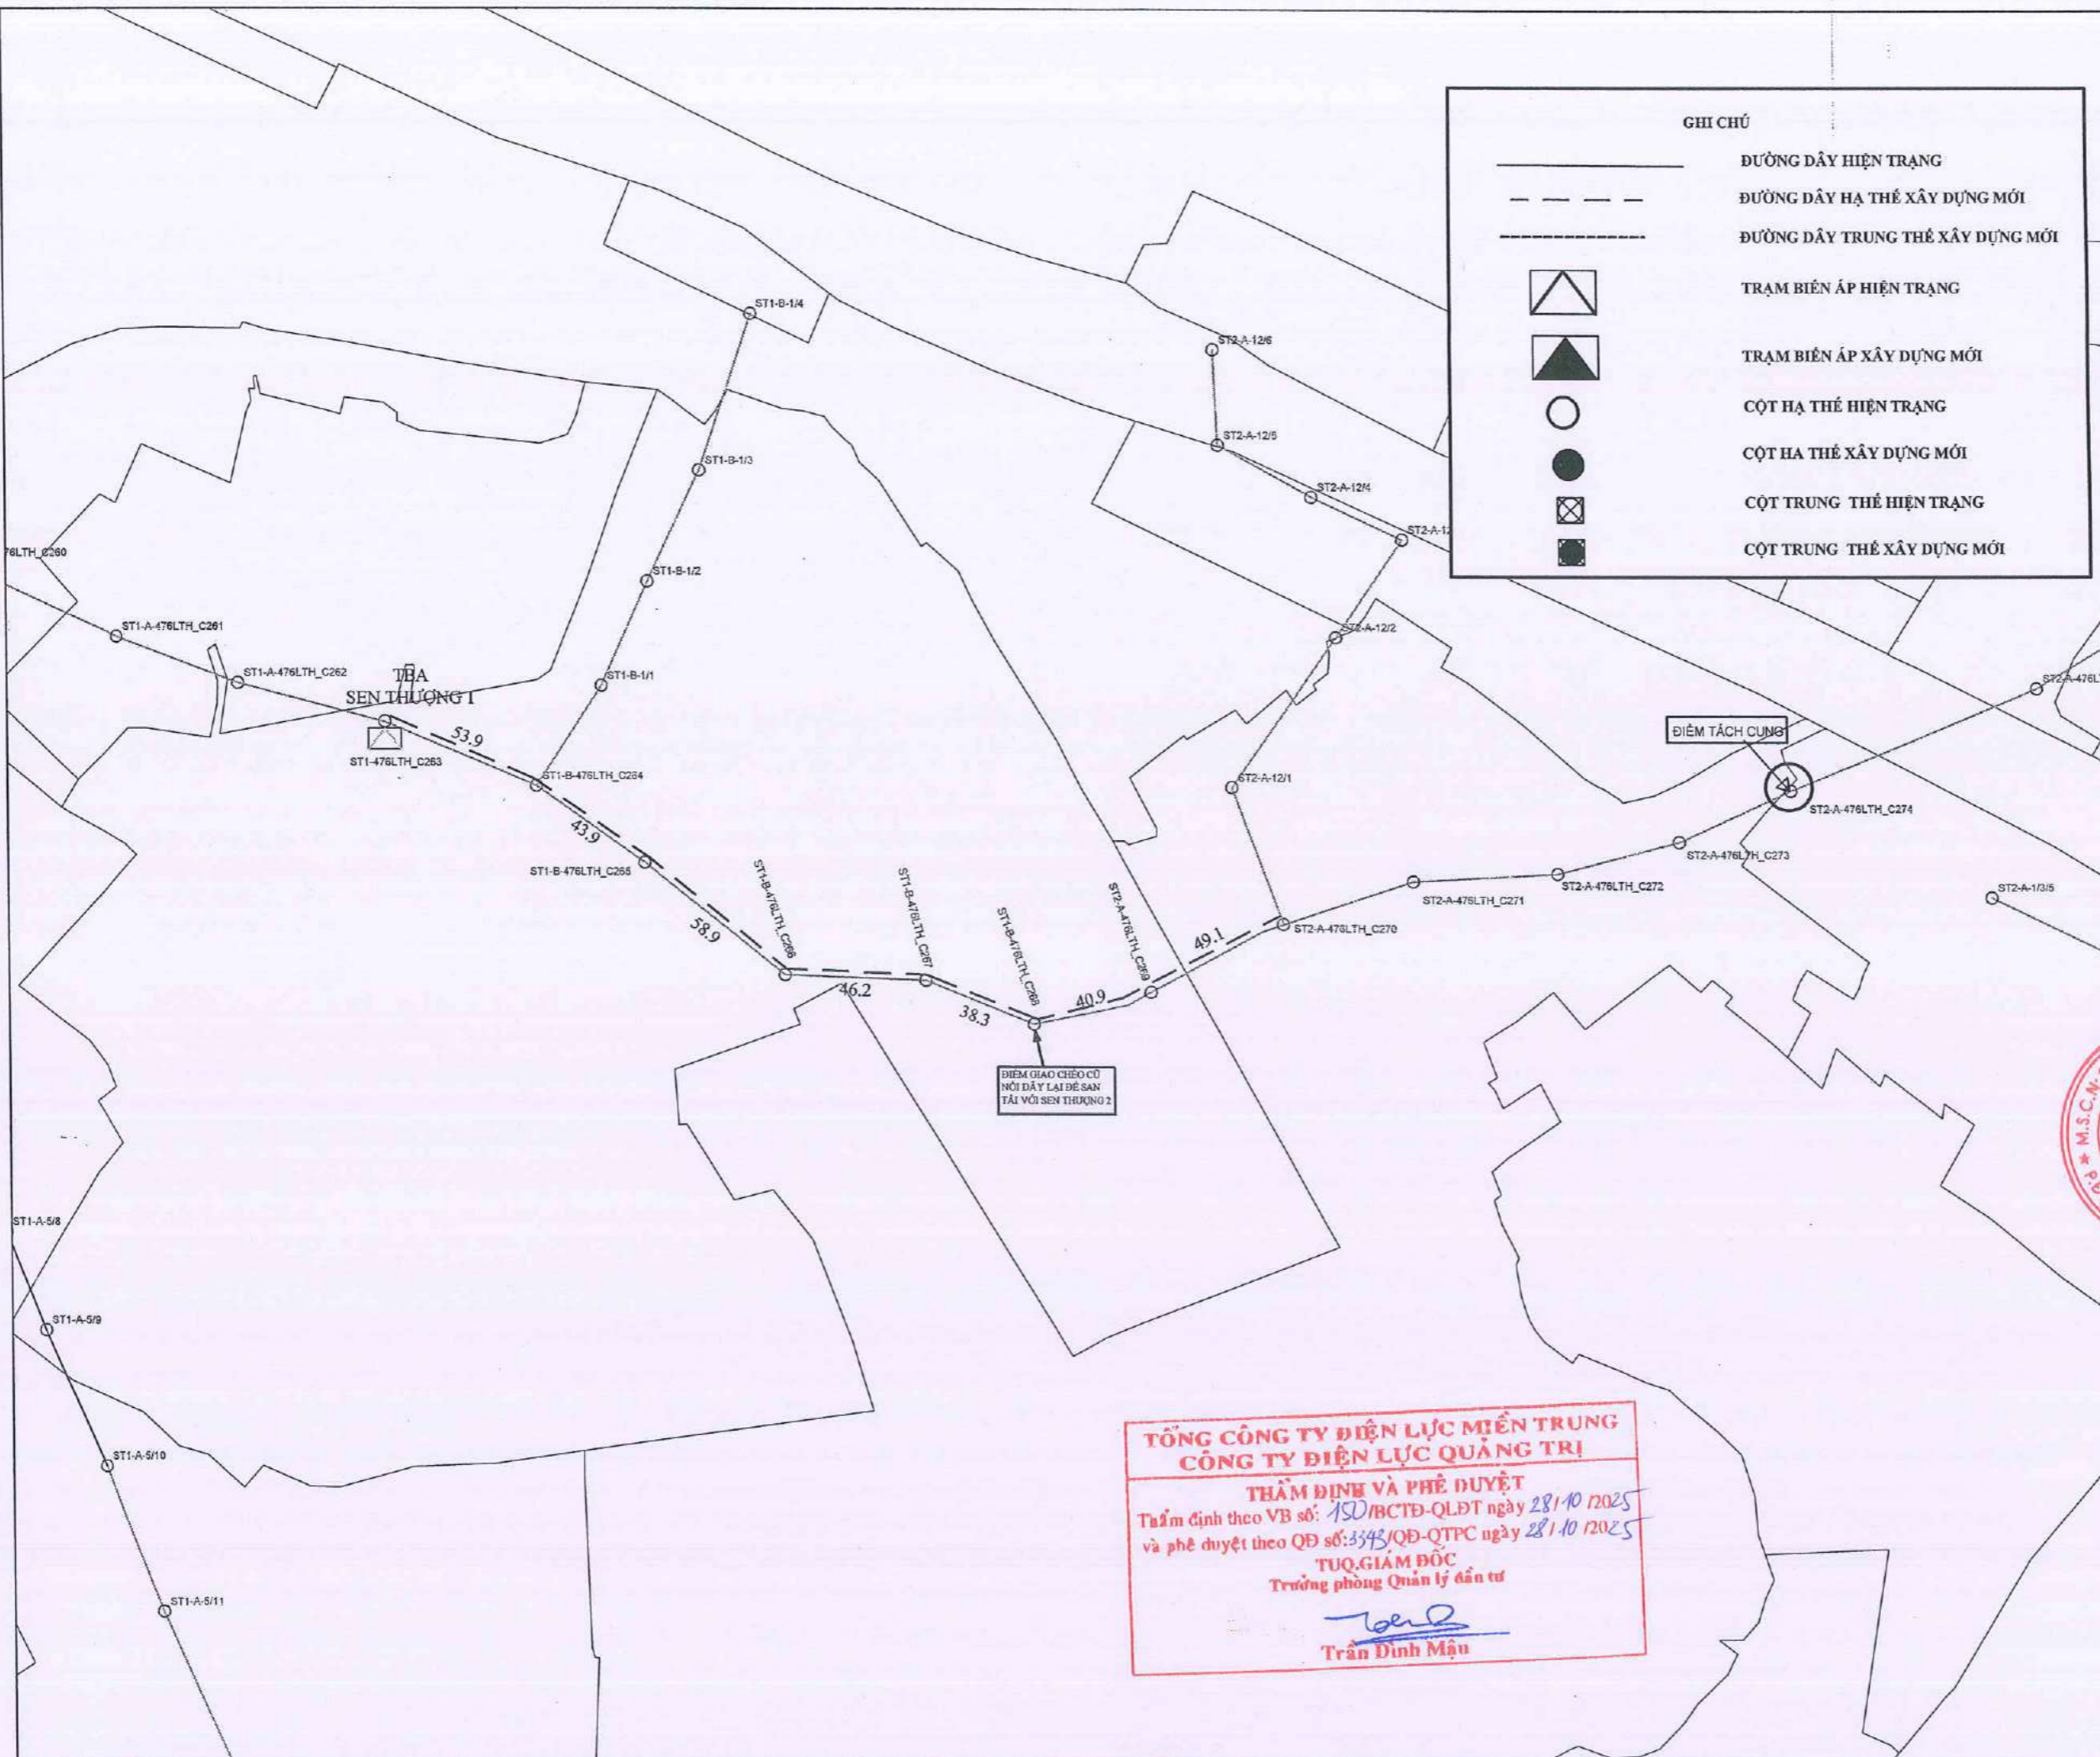 GHI CHÚ
ĐƯỜNG DÂY HIỆN TRẠNG
ĐƯỜNG DÂY HẠ THẾ XÂY DỰNG MỚI
ĐƯỜNG DÂY TRUNG THẾ XÂY DỰNG MỚI
TRẠM BIẾN ÁP HIỆN TRẠNG
TRẠM BIẾN ÁP XÂY DỰNG MỚI
CỘT HẠ THẾ HIỆN TRẠNG
CỘT HA THẾ XÂY DỰNG MỚI
CỘT TRUNG THẾ HIỆN TRẠNG
CỘT TRUNG THẾ XÂY DỰNG MỚI
ST1-B-1/4
ST2-A-12/6
ST2-A-12/5
ST1-B-1/3
ST2-A-12/4
ST2-A-12
76LTH_C260
ST1-B-1/2
ST1-A-476LTH_C261
ST2-A-12/2
ST1-A-476LTH_C262
TBA
SEN THƯỢNG 1
ST1-B-1/1
ST2-A-476L
53.9
ĐIỂM TÁCH CUNG
ST1-476LTH_C263
ST1-B-476LTH_C264
ST2-A-12/1
ST2-A-476LTH_C274
43.9
ST1-B-476LTH_C265
ST2-A-476LTH_C273
ST1-B-476LTH_C266
ST1-B-476LTH_C267
ST1-B-476LTH_C268
ST2-A-476LTH_C269
ST2-A-476LTH_C272
ST2-A-1/3/5
ST2-A-476LTH_C271
58.9
49.1
ST2-A-476LTH_C270
46.2
38.3
40.9
ĐIỂM GIAO CHÉO CŨ
NỐI DÂY LẠI ĐỂ SAN
TẢI VỚI SEN THƯỢNG 2
M.S.C.N
ST1-A-5/8
ST1-A-5/9
ST1-A-5/10
ST1-A-5/11
TỔNG CÔNG TY ĐIỆN LỰC MIỀN TRUNG
CÔNG TY ĐIỆN LỰC QUẢNG TRỊ
THẨM ĐỊNH VÀ PHÊ DUYỆT
Thẩm định theo VB số: 150/BCTĐ-QLĐT ngày 28/10/2025
và phê duyệt theo QĐ số: 3343/QĐ-QTPC ngày 28/10/2025
TUQ.GIÁM ĐỐC
Trưởng phòng Quản lý đầu tư
Trần Đình Mậu